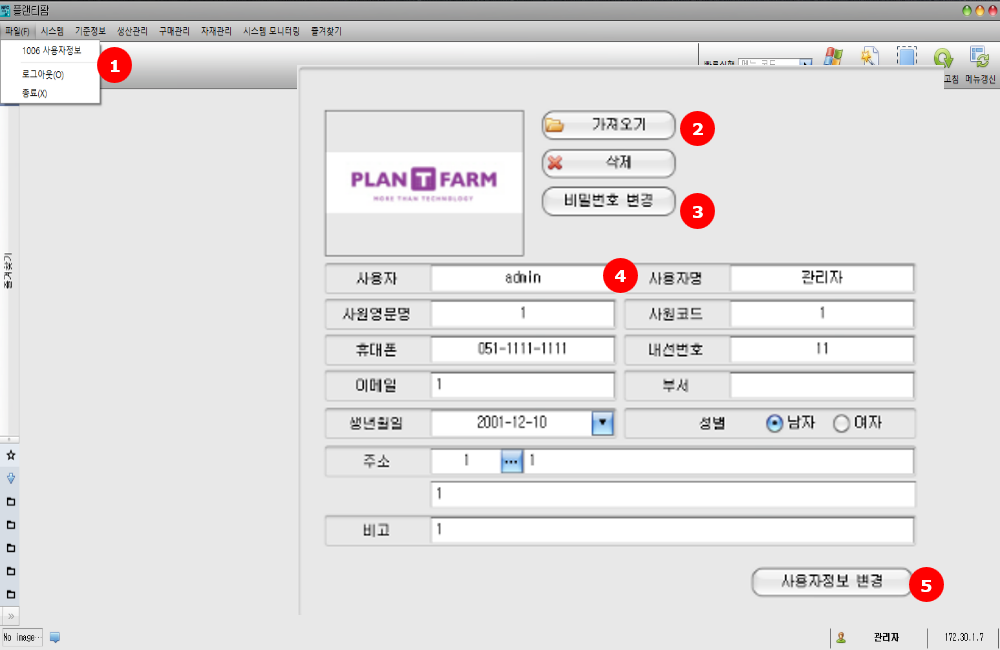 플랜티팜
파일(F) 시스템 기준정보 생산관리 구매관리 자재관리 시스템 모니터링 즐겨찾기
1006 사용자정보
로그아웃(O)
종료(X)
1
메뉴 코드
고침 메뉴갱신
PLAN T FARM
MORE THAN TECHNOLOGY
가져오기
2
삭제
비밀번호 변경
3
즐겨찾기
사용자 admin 4 사용자명 관리자
사원영문명 1 사원코드 1
휴대폰 051-1111-1111 내선번호 11
이메일 1 부서
생년월일 2001-12-10 성별 남자 여자
주소 1 ... 1
1
비고 1
사용자정보 변경 5
No image··
관리자 172.30.1.7